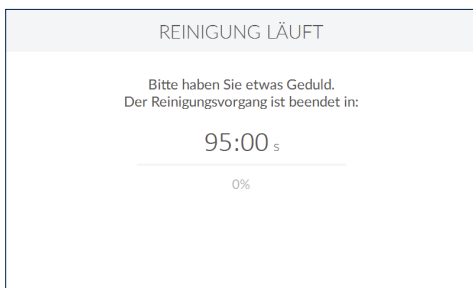 REINIGUNG LÄUFT
Bitte haben Sie etwas Geduld.
Der Reinigungsvorgang ist beendet in:
95:00 s
0%